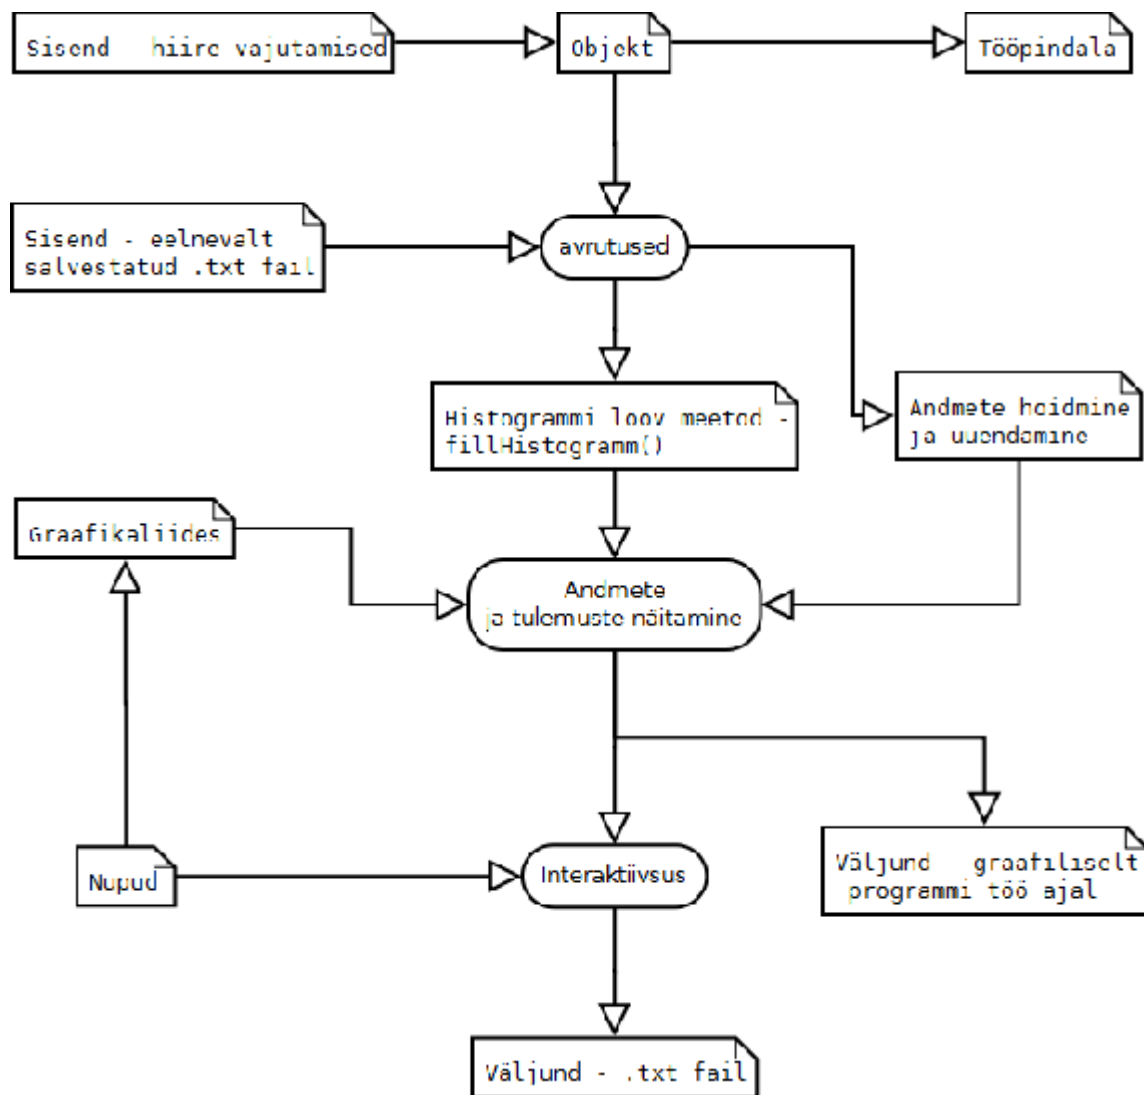 Sisend hiire vajutamised
Objekt
Tööpindala
Sisend - eelnevalt
salvestatud .txt fail
avrutused
Histogrammi loov meetod -
fillHistogramm()
Andmete hoidmine
ja uuendamine
Graafikaliides
Andmete
ja tulemuste näitamine
Nupud
Interaktiivsus
Väljund graafiliselt
programmi töö ajal
Väljund - .txt fail